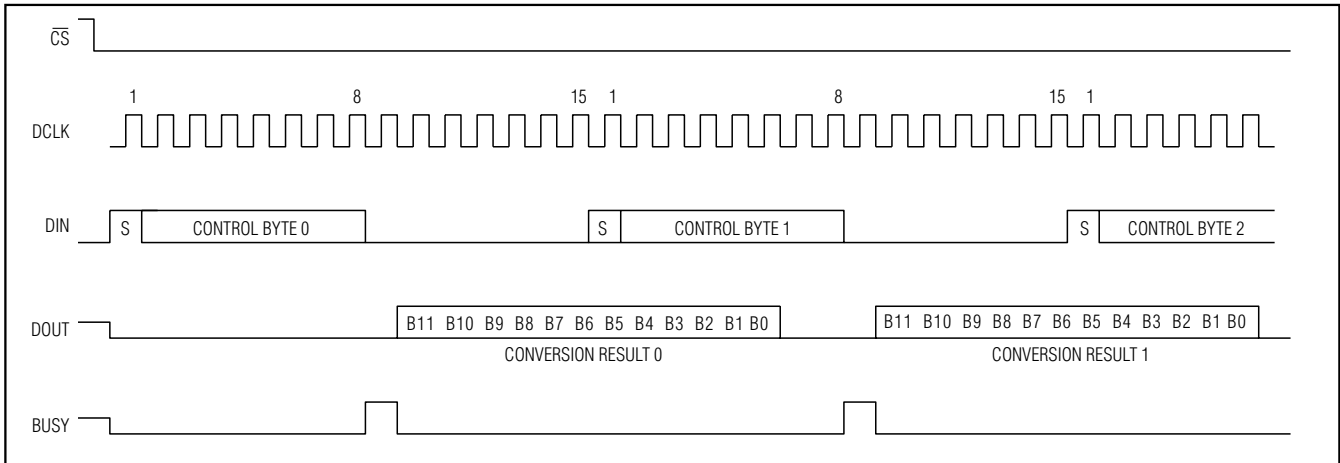 CS
1 8 15 1 8 15 1
DCLK
DIN S CONTROL BYTE 0 S CONTROL BYTE 1 S CONTROL BYTE 2
DOUT B11 B10 B9 B8 B7 B6 B5 B4 B3 B2 B1 B0 B11 B10 B9 B8 B7 B6 B5 B4 B3 B2 B1 B0
CONVERSION RESULT 0 CONVERSION RESULT 1
BUSY